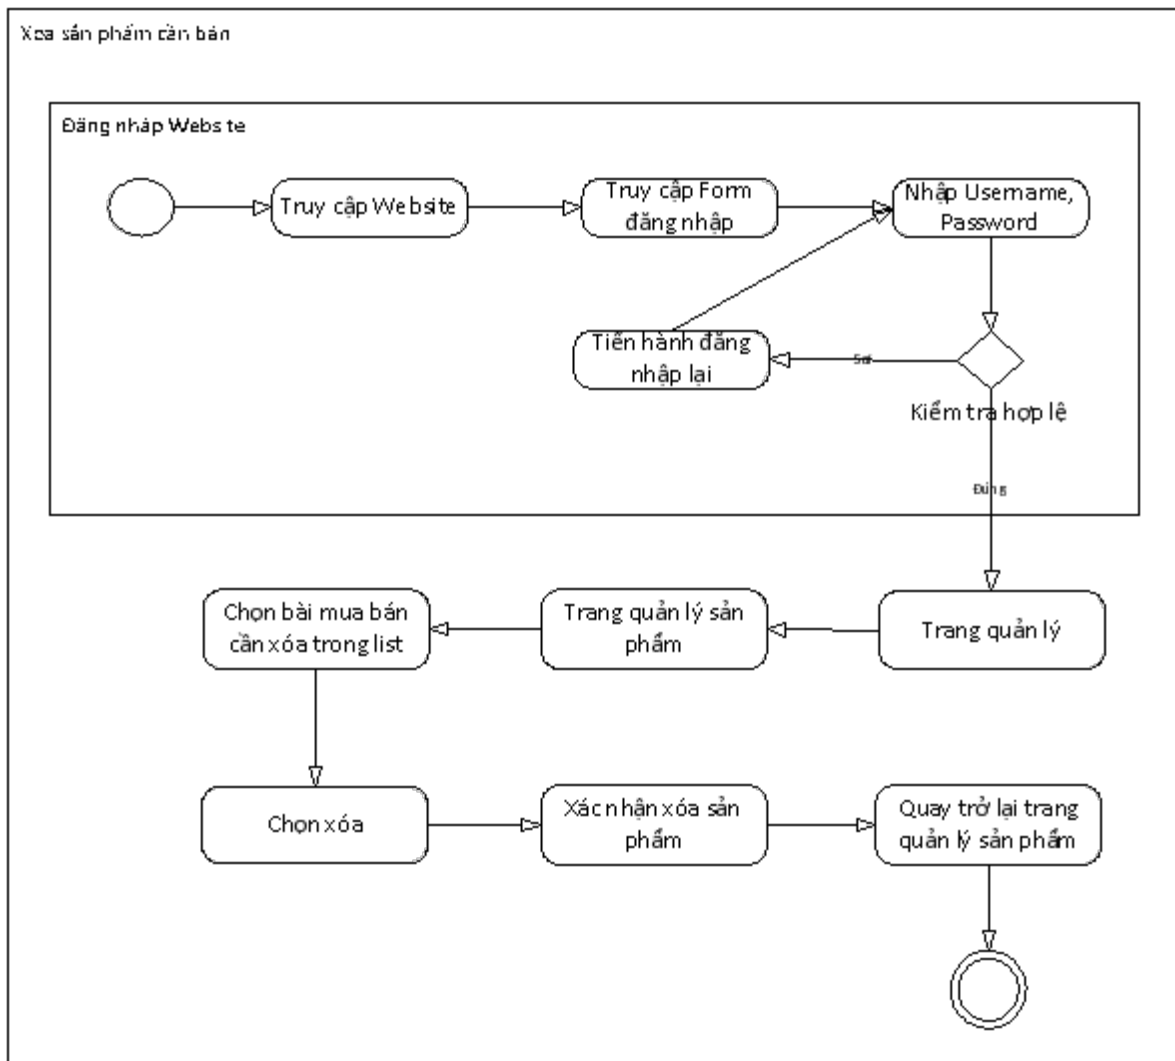 Xóa sản phẩm cần bán
Đăng nhập Website
Truy cập Website
Truy cập Form
đăng nhập
Nhập Username,
Password
Tiến hành đăng
nhập lại
Sai
Kiểm tra hợp lệ
Đúng
Chọn bài mua bán
cần xóa trong list
Trang quản lý sản
phẩm
Trang quản lý
Chọn xóa
Xác nhận xóa sản
phẩm
Quay trở lại trang
quản lý sản phẩm